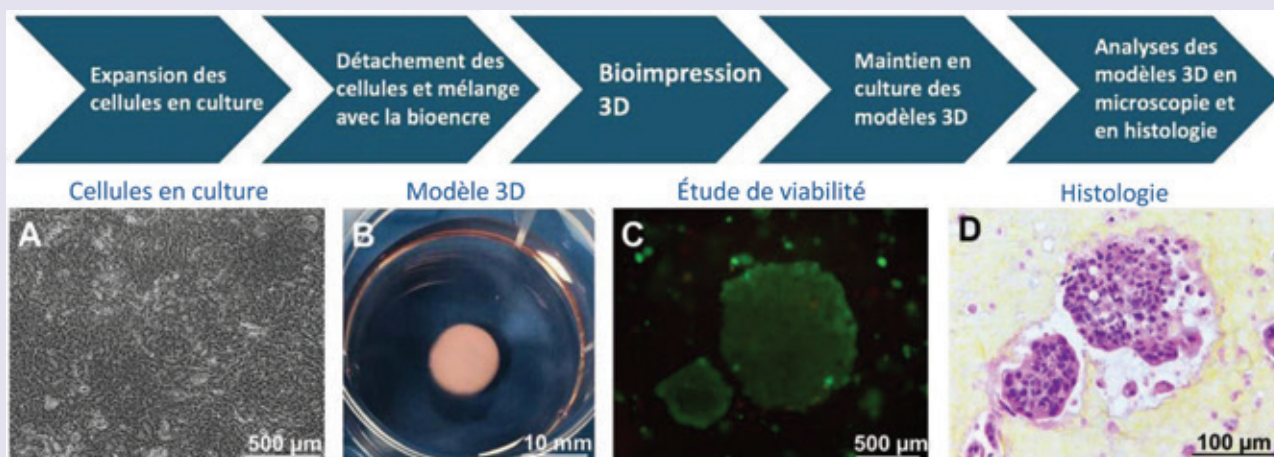 Expansion des
cellules en culture
Détachement des
cellules et mélange
avec la bioencre
Bioimpression
3D
Maintien en
culture des
modèles 3D
Analyses des
modèles 3D en
microscopie et
en histologie
Cellules en culture
Modèle 3D
Étude de viabilité
Histologie
A
B
C
D
500 µm
10 mm
500 µm
100 µm